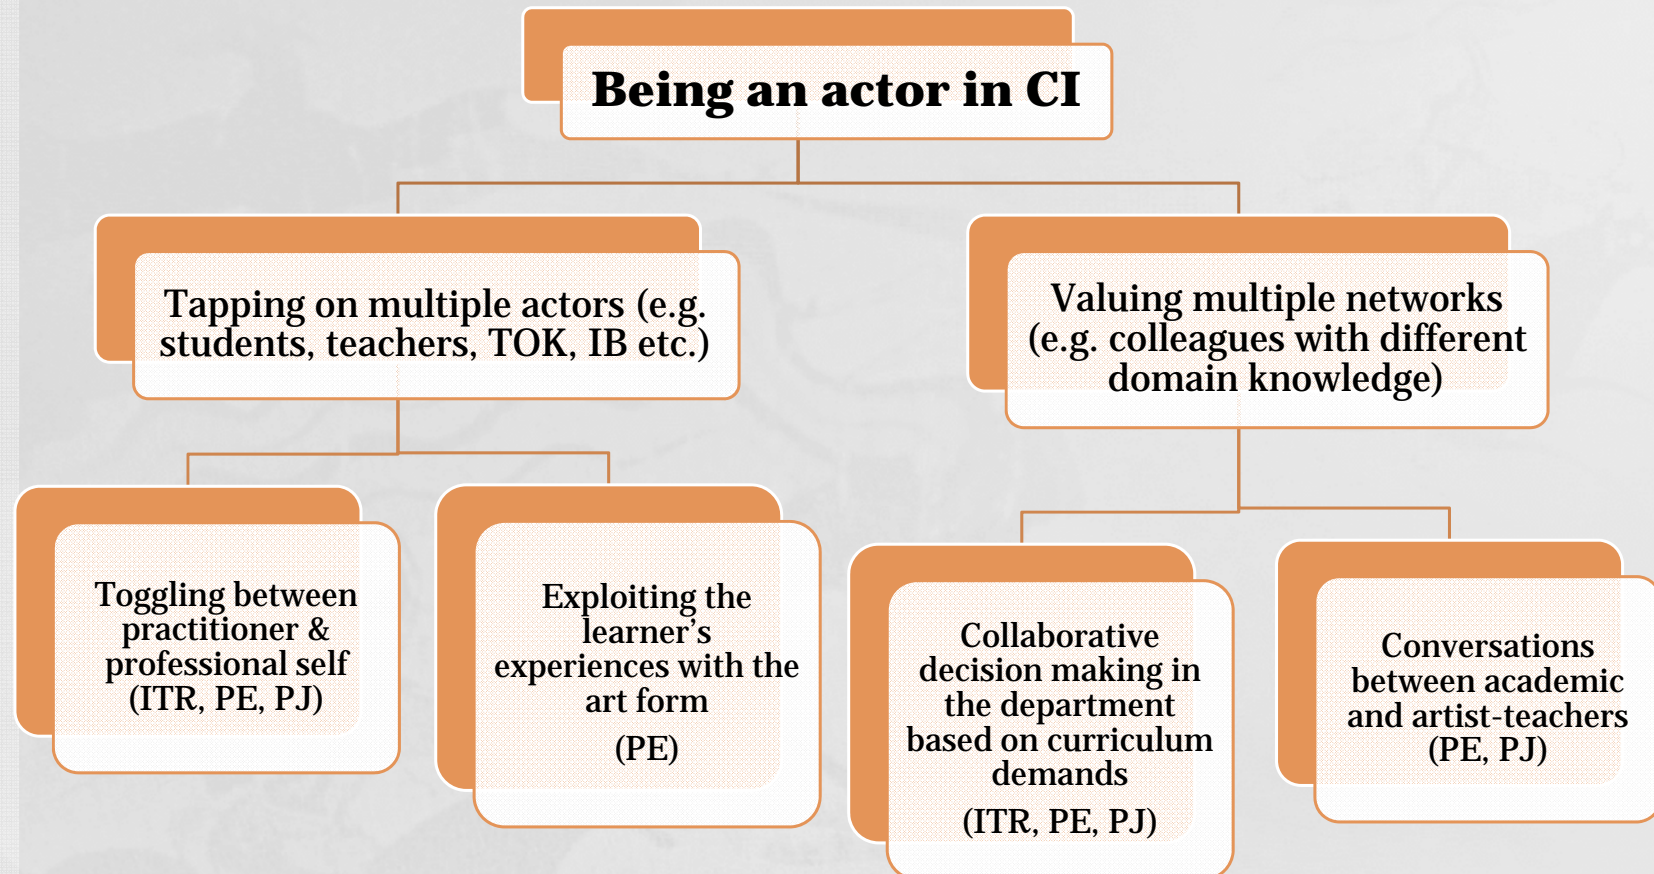 Being an actor in CI
Tapping on multiple actors (e.g.
students, teachers, TOK, IB etc.)
Valuing multiple networks
(e.g. colleagues with different
domain knowledge)
Toggling between
practitioner &
professional self
(ITR, PE, PJ)
Exploiting the
learner’s
experiences with the
art form
(PE)
Collaborative
decision making in
the department
based on curriculum
demands
(ITR, PE, PJ)
Conversations
between academic
and artist-teachers
(PE, PJ)